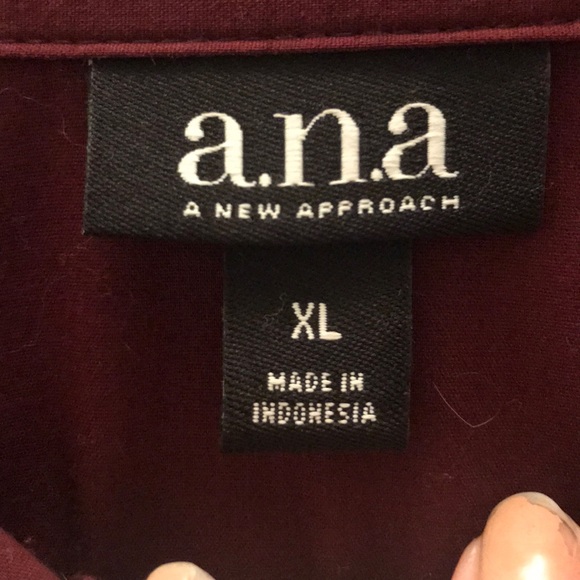 a.n.a
A NEW APPROACH
XL
MADE IN
INDONESIA